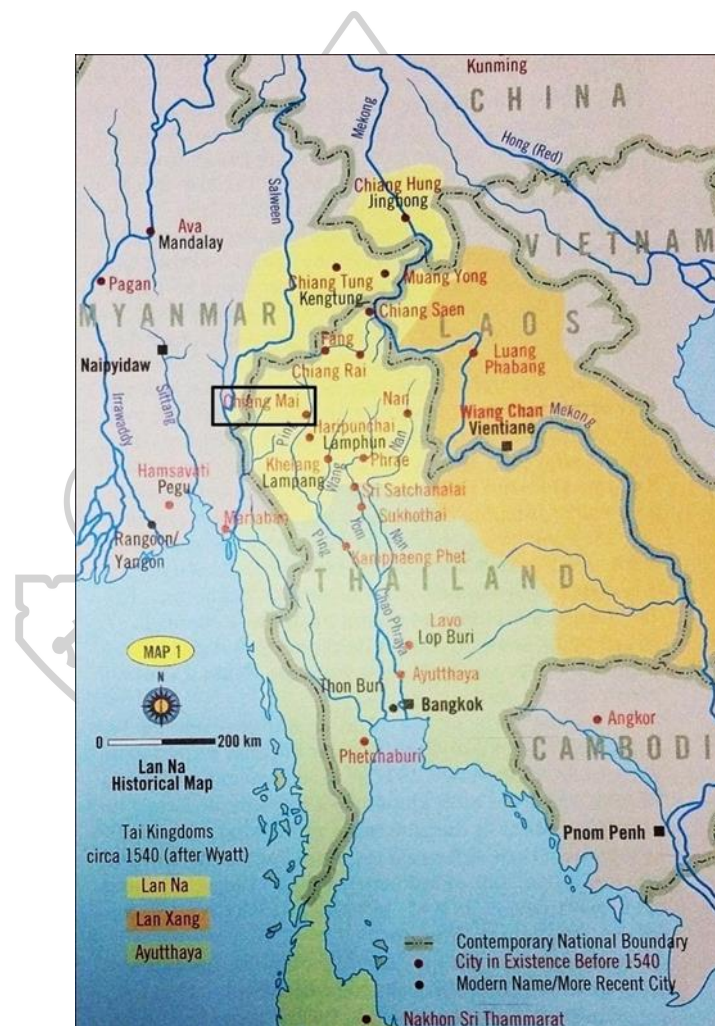 Kunming
CHINA
Mekong
Hong (Red)
Salween
Chiang Hung
Jinghong
Ava
Mandalay
VIETNAM
Pagan
Chiang Tung
Kengtung
Muang Yong
MYANMAR
Chiang Saen
LAOS
Fang
Luang
Phabang
Naipyidaw
Chiang Rai
Sittang
Irrawaddy
Chiang Mai
Nan
Wiang Chan
Mekong
Vientiane
Ping
Haripunchai
Lamphun
Nan
Khelang
Lampang
Wang
Phrae
Hamsavati
Pegu
Sri Satchanalai
Martaban
Sukhothai
Rangoon/
Yangon
Ping
Yom
Nan
Kamphaeng Phet
THAILAND
Chao Phraya
Lavo
Lop Buri
MAP 1
N
Ayutthaya
Thon Buri
Bangkok
Angkor
0
200 km
Phetchaburi
CAMBODI
Lan Na
Historical Map
Pnom Penh
Tai Kingdoms
circa 1540 (after Wyatt)
Lan Na
Lan Xang
Ayutthaya
Contemporary National Boundary
City in Existence Before 1540
Modern Name/More Recent City
Nakhon Sri Thammarat